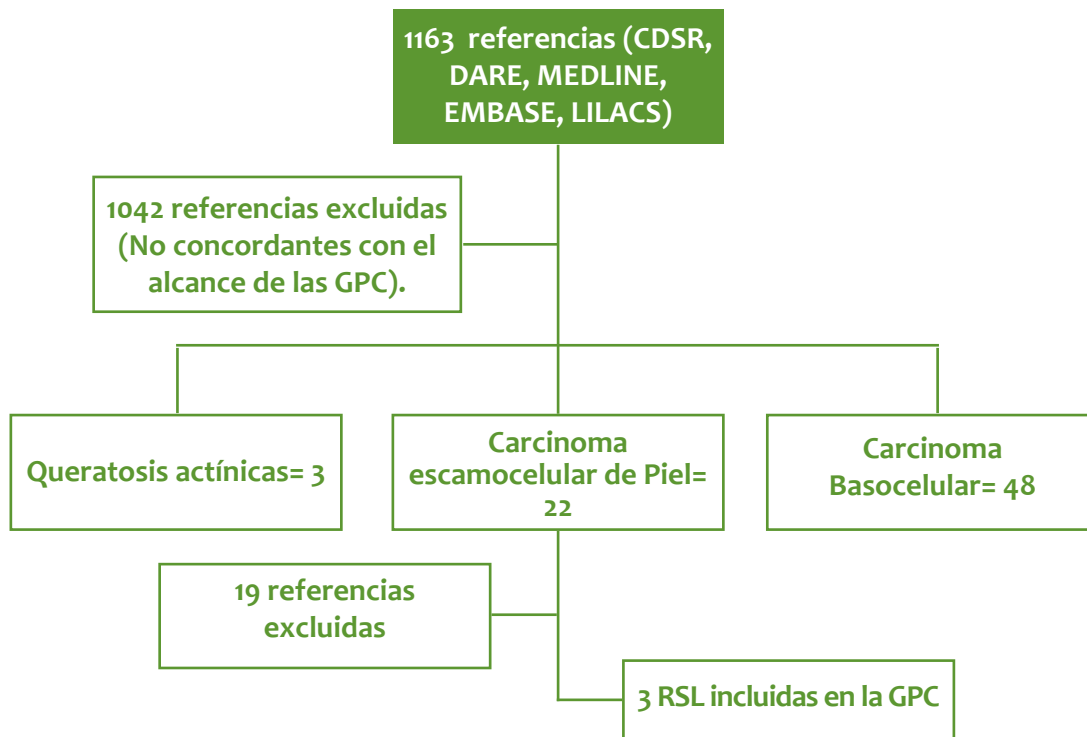 1163 referencias (CDSR,
DARE, MEDLINE,
EMBASE, LILACS)
1042 referencias excluidas
(No concordantes con el
alcance de las GPC).
Queratosis actínicas= 3
Carcinoma
escamocelular de Piel=
22
Carcinoma
Basocelular= 48
19 referencias
excluidas
3 RSL incluidas en la GPC